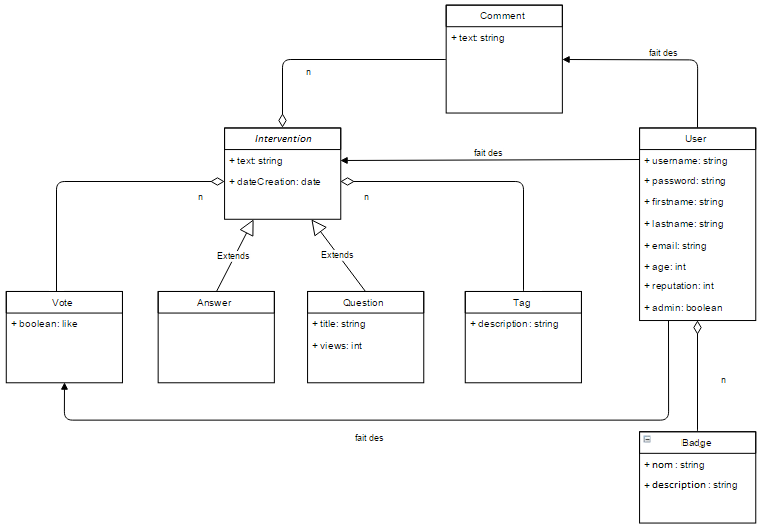 Comment
+ text: string
fait des
n
Intervention
+ text: string
+ dateCreation: date
fait des
User
+ username: string
+ password: string
+ firstname: string
+ lastname: string
+ email: string
+ age: int
+ reputation: int
+ admin: boolean
n
n
Extends
Extends
Vote
+ boolean: like
Answer
Question
+ title: string
+ views: int
Tag
+ description: string
n
fait des
Badge
+ nom: string
+ description: string